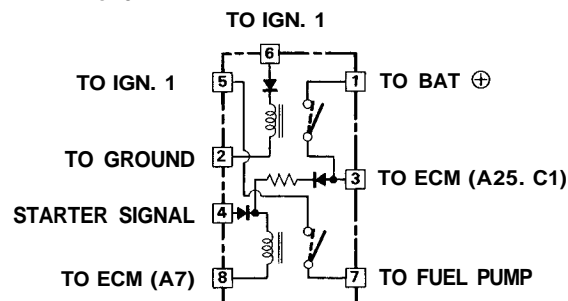 TO IGN. 1
6
TO IGN. 1
5
1
TO BAT ⊕
TO GROUND
2
3
TO ECM (A25. C1)
STARTER SIGNAL
4
TO ECM (A7)
8
7
TO FUEL PUMP